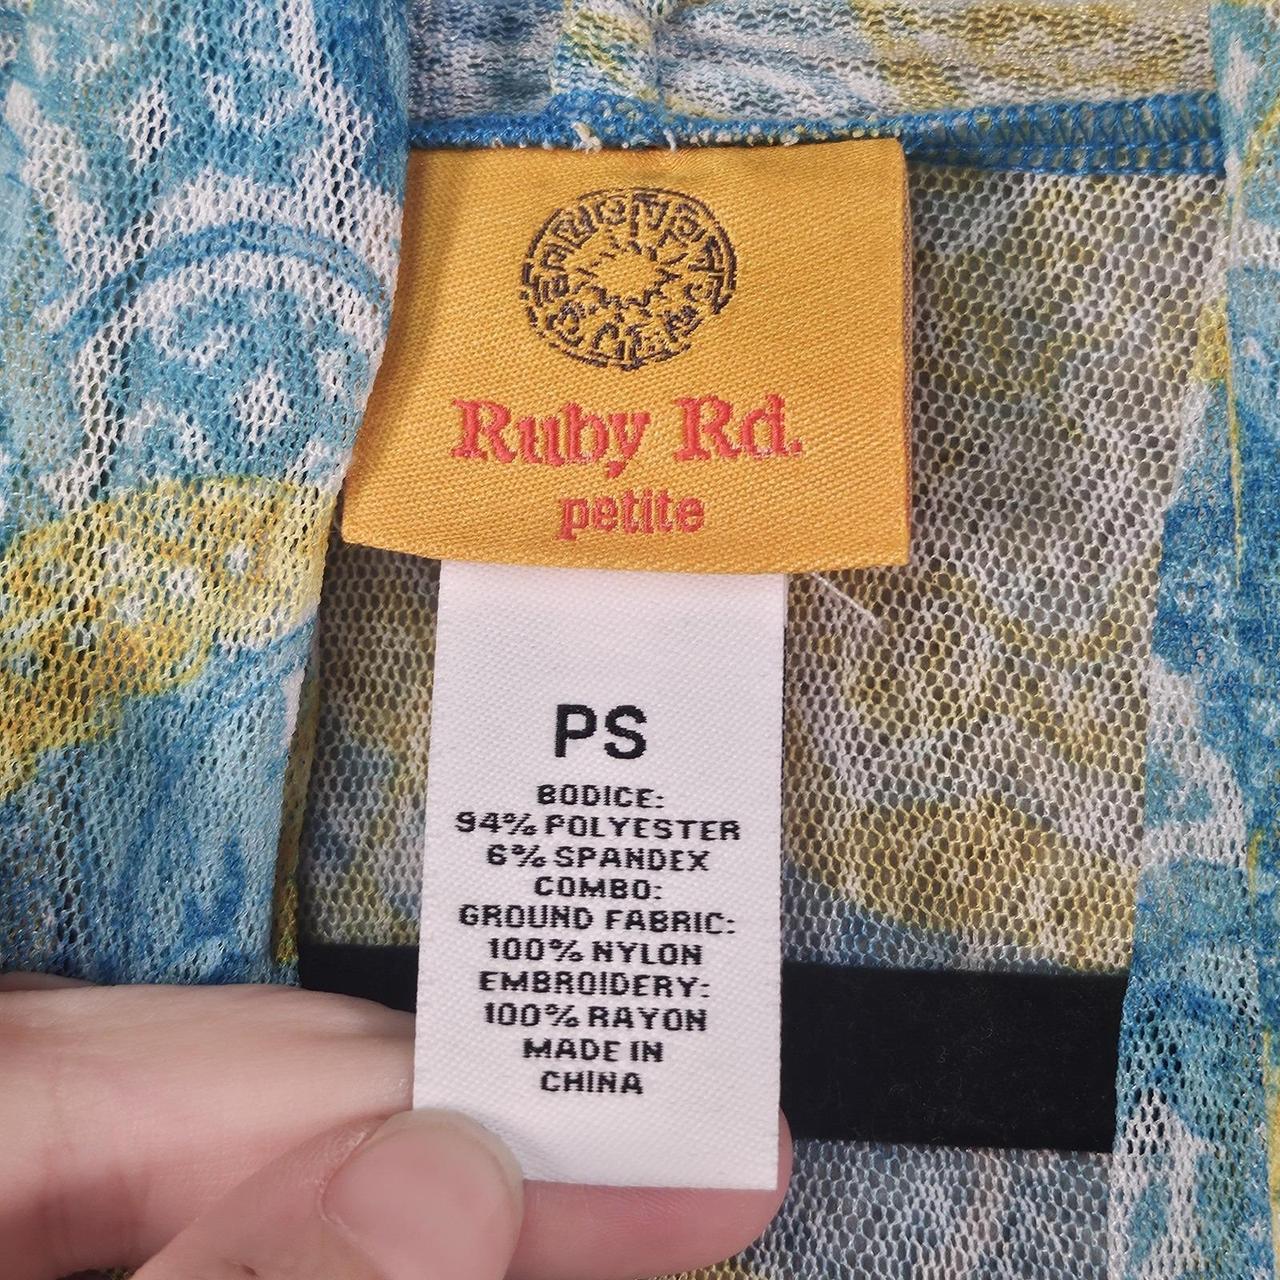 Ruby Rd.
petite
PS
BODICE:
94% POLYESTER
6% SPANDEX
COMBO:
GROUND FABRIC:
100% NYLON
EMBROIDERY:
100% RAYON
MADE IN
CHINA